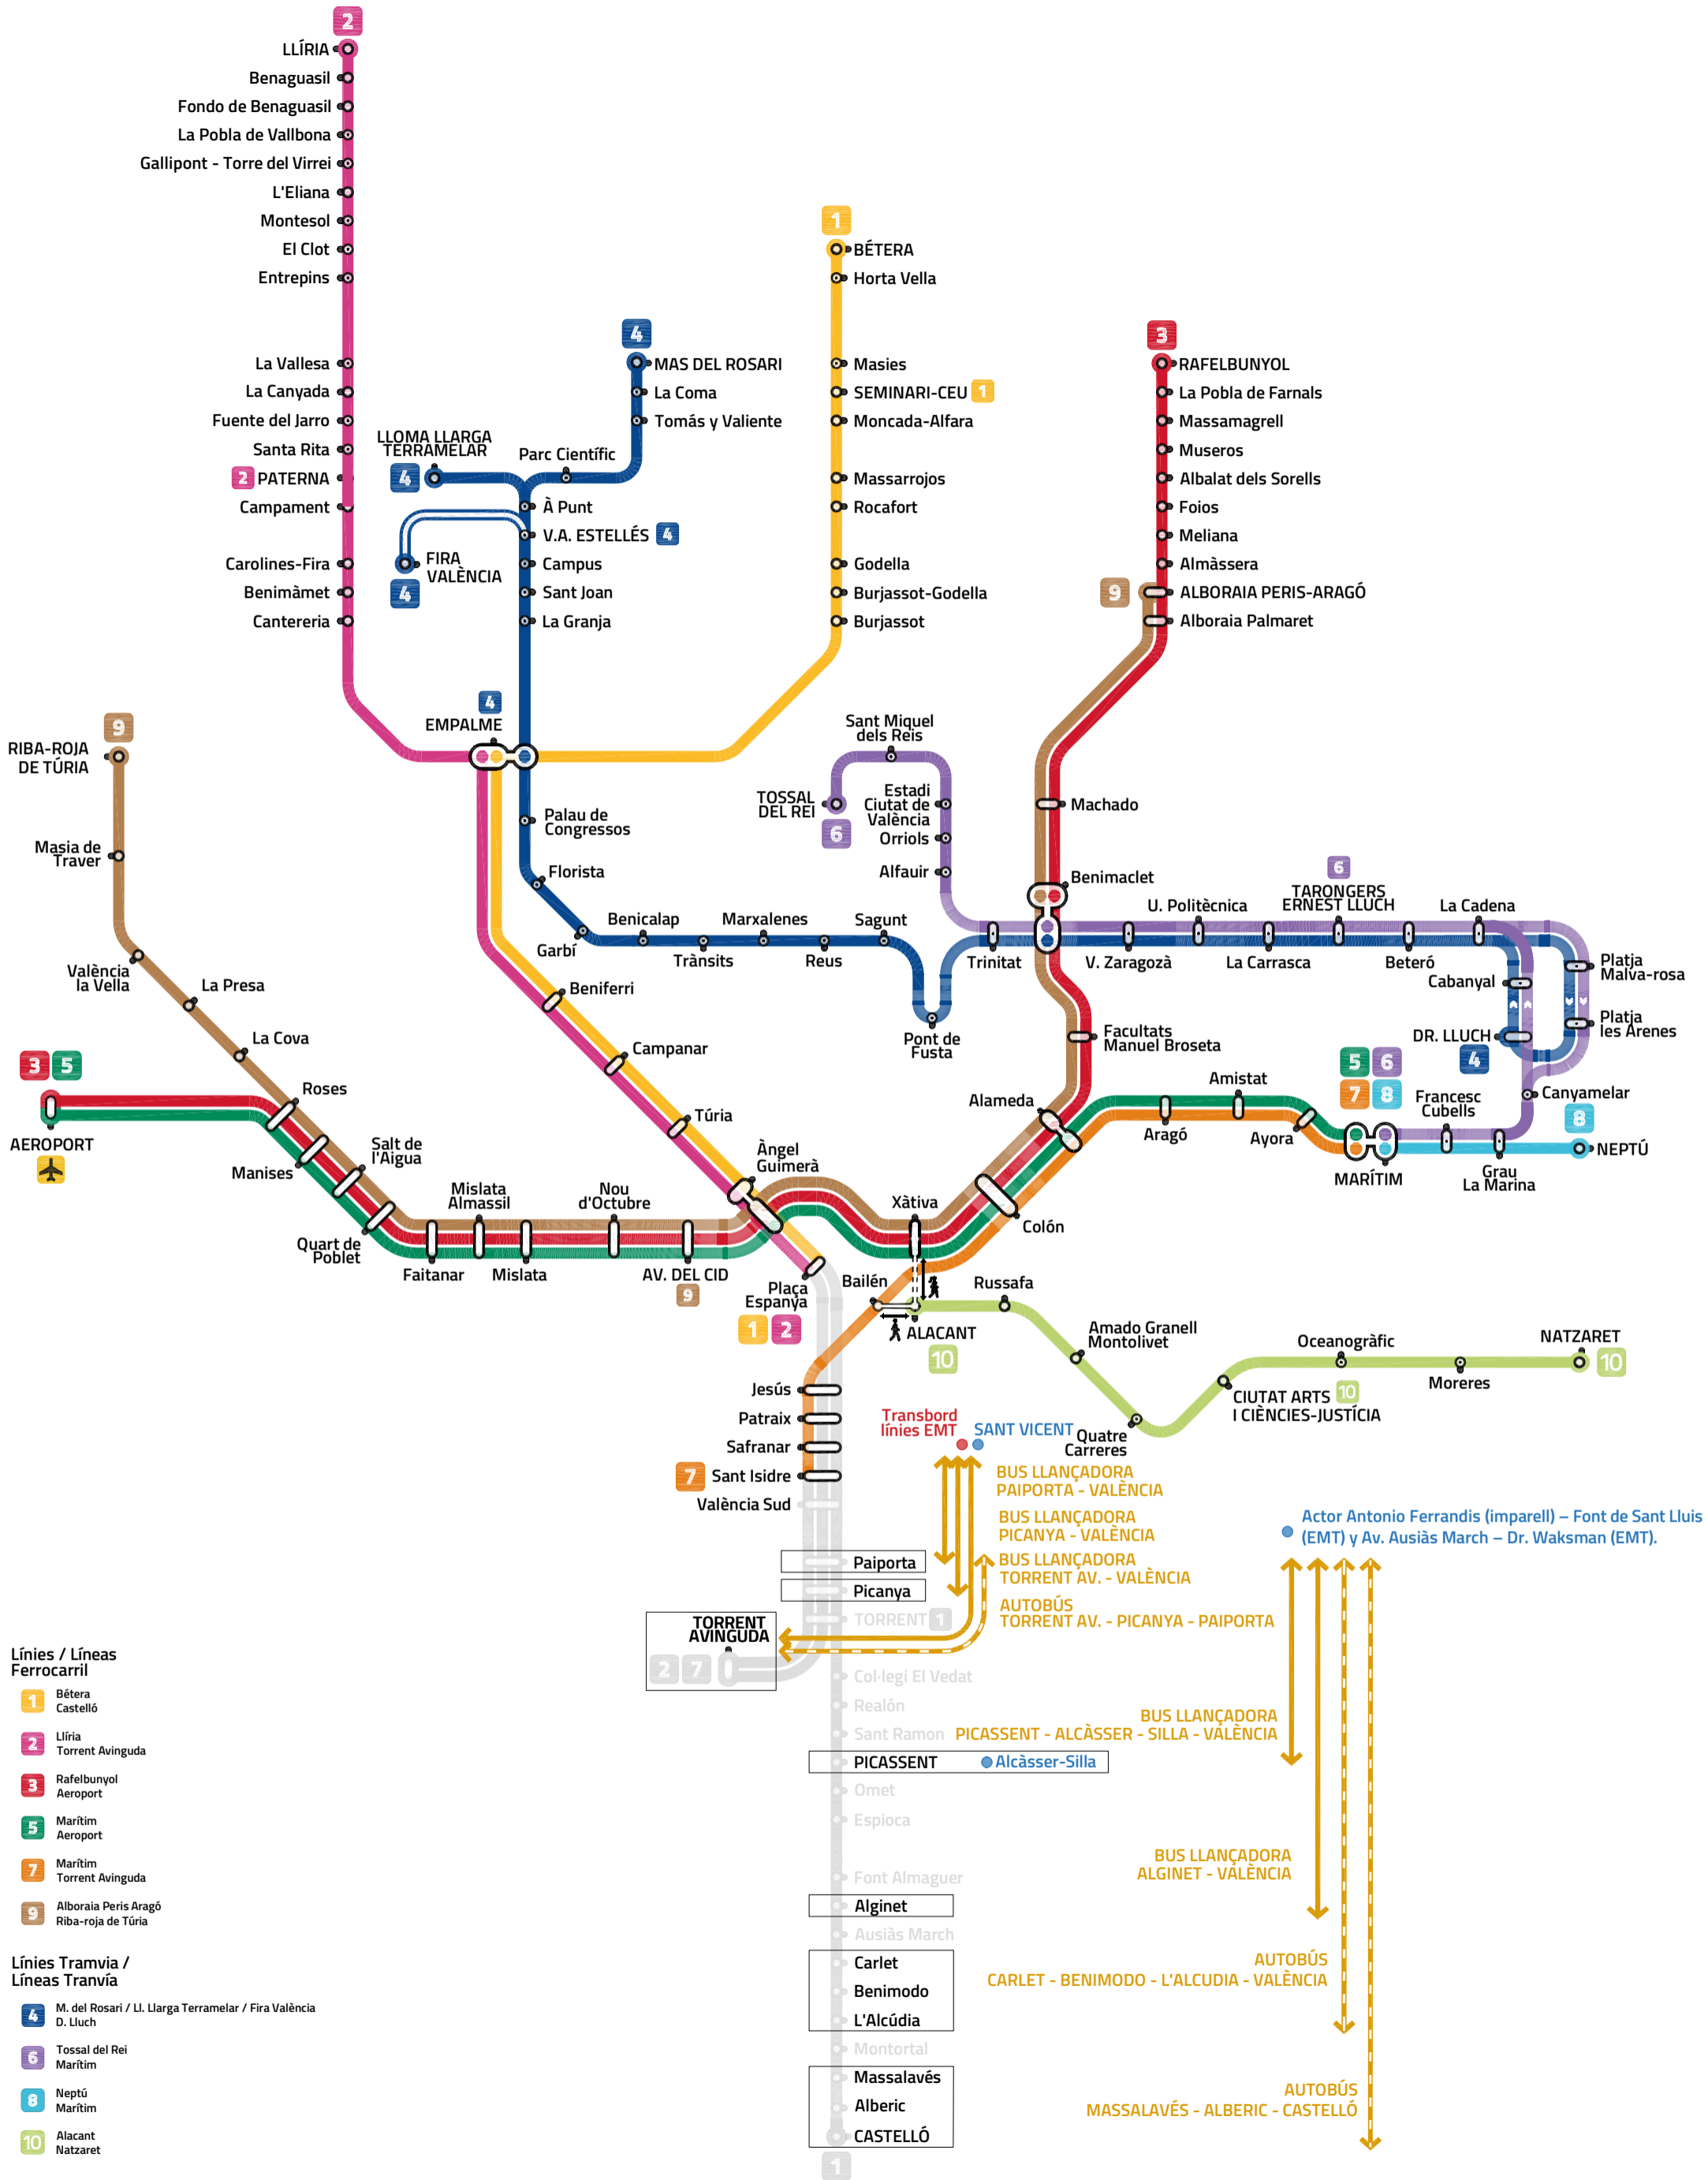 2
LLÍRIA
Benaguasil
Fondo de Benaguasil
La Pobla de Vallbona
Gallipont - Torre del Virrei
L'Eliana
Montesol
El Clot
Entrepins
La Vallesa
La Canyada
Fuente del Jarro
Santa Rita
2 PATERNA
Campament
Carolines-Fira
Benimàmet
Cantereria
4
MAS DEL ROSARI
La Coma
Tomás y Valiente
Parc Científic
LLOMA LLARGA
TERRAMELAR
4
À Punt
V.A. ESTELLÉS 4
FIRA
VALÈNCIA
4
Campus
Sant Joan
La Granja
1
BÉTERA
Horta Vella
Masies
SEMINARI-CEU 1
Moncada-Alfara
Massarrojos
Rocafort
Godella
Burjassot-Godella
Burjassot
3
RAFELBUNYOL
La Pobla de Farnals
Massamagrell
Museros
Albalat dels Sorells
Foios
Meliana
Almàssera
9 ALBORAIA PERIS-ARAGÓ
Alboraia Palmaret
Machado
Benimaclet
4
EMPALME
Palau de
Congressos
Florista
Garbí
Benicalap
Trànsits
Marxalenes
Reus
Sagunt
Pont de
Fusta
Sant Miquel
dels Reis
TOSSAL
DEL REI
6
Estadi
Ciutat de
València
Orriols
Alfauir
Trinitat
V. Zaragozà
U. Politècnica
La Carrasca
6
TARONGERS
ERNEST LLUCH
Beteró
La Cadena
Platja
Malva-rosa
Platja
les Arenes
Cabanyal
DR. LLUCH
4
Canyamelar
Facultats
Manuel Broseta
Alameda
Aragó
Amistat
Ayora
5 6
7 8
MARÍTIM
Francesc
Cubells
Grau
La Marina
8
NEPTÚ
9
RIBA-ROJA
DE TÚRIA
Masia de
Traver
València
la Vella
La Presa
La Cova
3 5
AEROPORT
Roses
Manises
Salt de
l'Aigua
Quart de
Poblet
Faitanar
Mislata
Almassil
Mislata
Nou
d'Octubre
AV. DEL CID
9
Beniferri
Campanar
Túria
Àngel
Guimerà
Plaça
Espanya
1 2
Xàtiva
Colón
Bailén
ALACANT
10
Russafa
Amado Granell
Montolivet
Quatre
Carreres
CIUTAT ARTS 10
I CIÈNCIES-JUSTÍCIA
Oceanogràfic
Moreres
NATZARET
10
Jesús
Patraix
Safranar
7 Sant Isidre
València Sud
Paiporta
Picanya
TORRENT 1
TORRENT
AVINGUDA
2 7
Col·legi El Vedat
Realón
Sant Ramon
PICASSENT
Alcàsser-Silla
Omet
Espioca
Font Almaguer
Alginet
Ausiàs March
Carlet
Benimodo
L'Alcúdia
Montortal
Massalavés
Alberic
CASTELLÓ
1
Transbord
línies EMT
SANT VICENT
BUS LLANÇADORA
PAIPORTA - VALÈNCIA
BUS LLANÇADORA
PICANYA - VALÈNCIA
BUS LLANÇADORA
TORRENT AV. - VALÈNCIA
AUTOBÚS
TORRENT AV. - PICANYA - PAIPORTA
Actor Antonio Ferrandis (imparell) – Font de Sant Lluis
(EMT) y Av. Ausiàs March – Dr. Waksman (EMT).
BUS LLANÇADORA
PICASSENT - ALCÀSSER - SILLA - VALÈNCIA
BUS LLANÇADORA
ALGINET - VALÈNCIA
AUTOBÚS
CARLET - BENIMODO - L'ALCUDIA - VALÈNCIA
AUTOBÚS
MASSALAVÉS - ALBERIC - CASTELLÓ
Línies / Líneas
Ferrocarril
1
Bétera
Castelló
2
Llíria
Torrent Avinguda
3
Rafelbunyol
Aeroport
5
Marítim
Aeroport
7
Marítim
Torrent Avinguda
9
Alboraia Peris Aragó
Riba-roja de Túria
Línies Tramvia /
Líneas Tranvía
4
M. del Rosari / Ll. Llarga Terramelar / Fira València
D. Lluch
6
Tossal del Rei
Marítim
8
Neptú
Marítim
10
Alacant
Natzaret